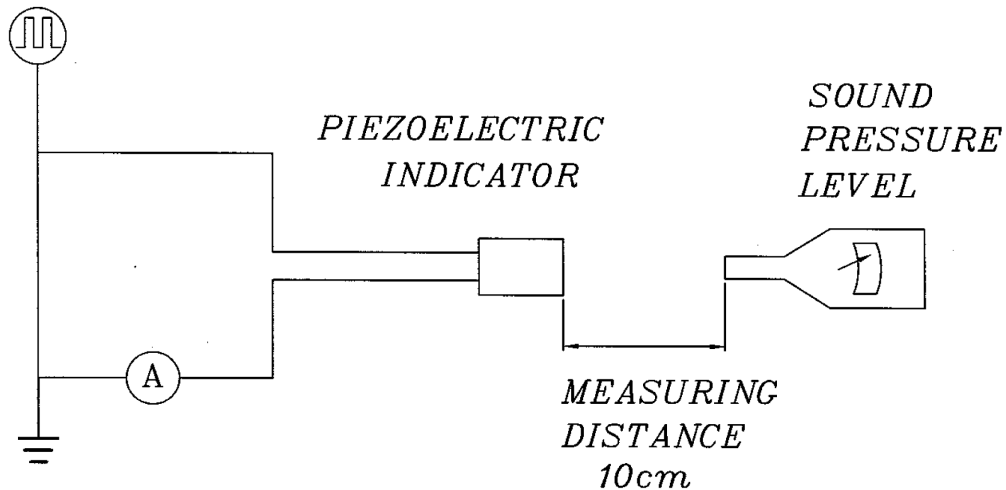 PIEZOELECTRIC
INDICATOR
SOUND
PRESSURE
LEVEL
A
MEASURING
DISTANCE
10cm